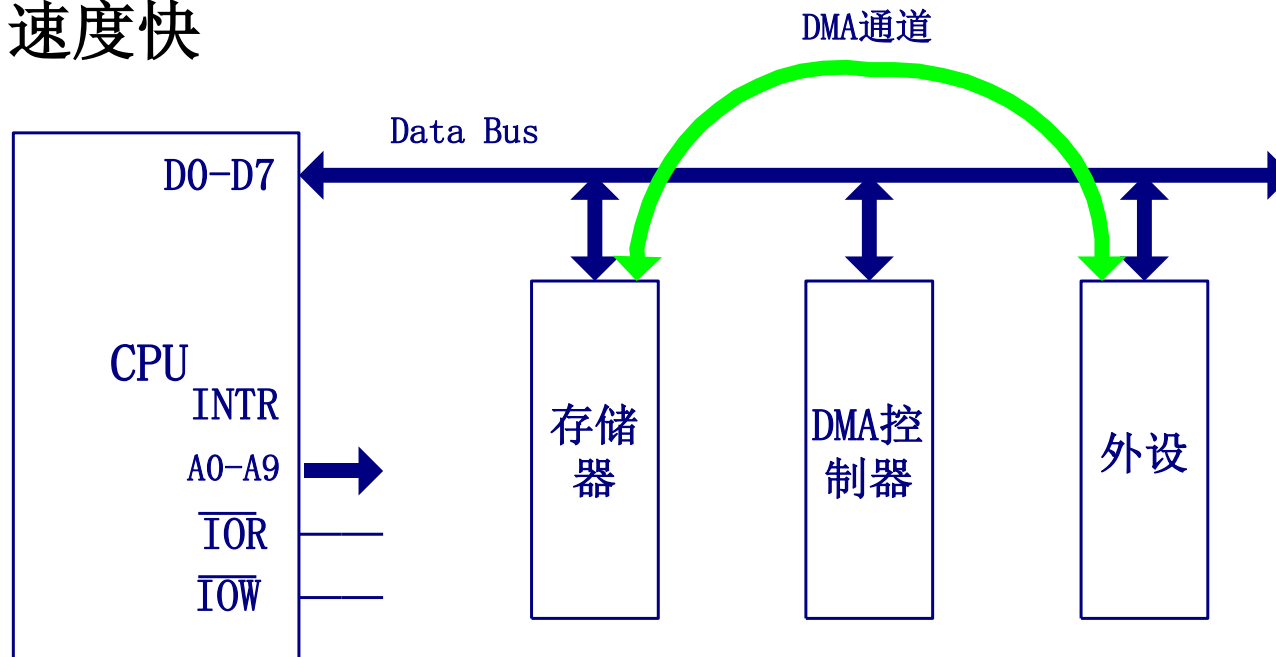 速度快
DMA通道
Data Bus
D0-D7
CPU
INTR
A0-A9
IOR
IOW
存储
器
DMA控
制器
外设